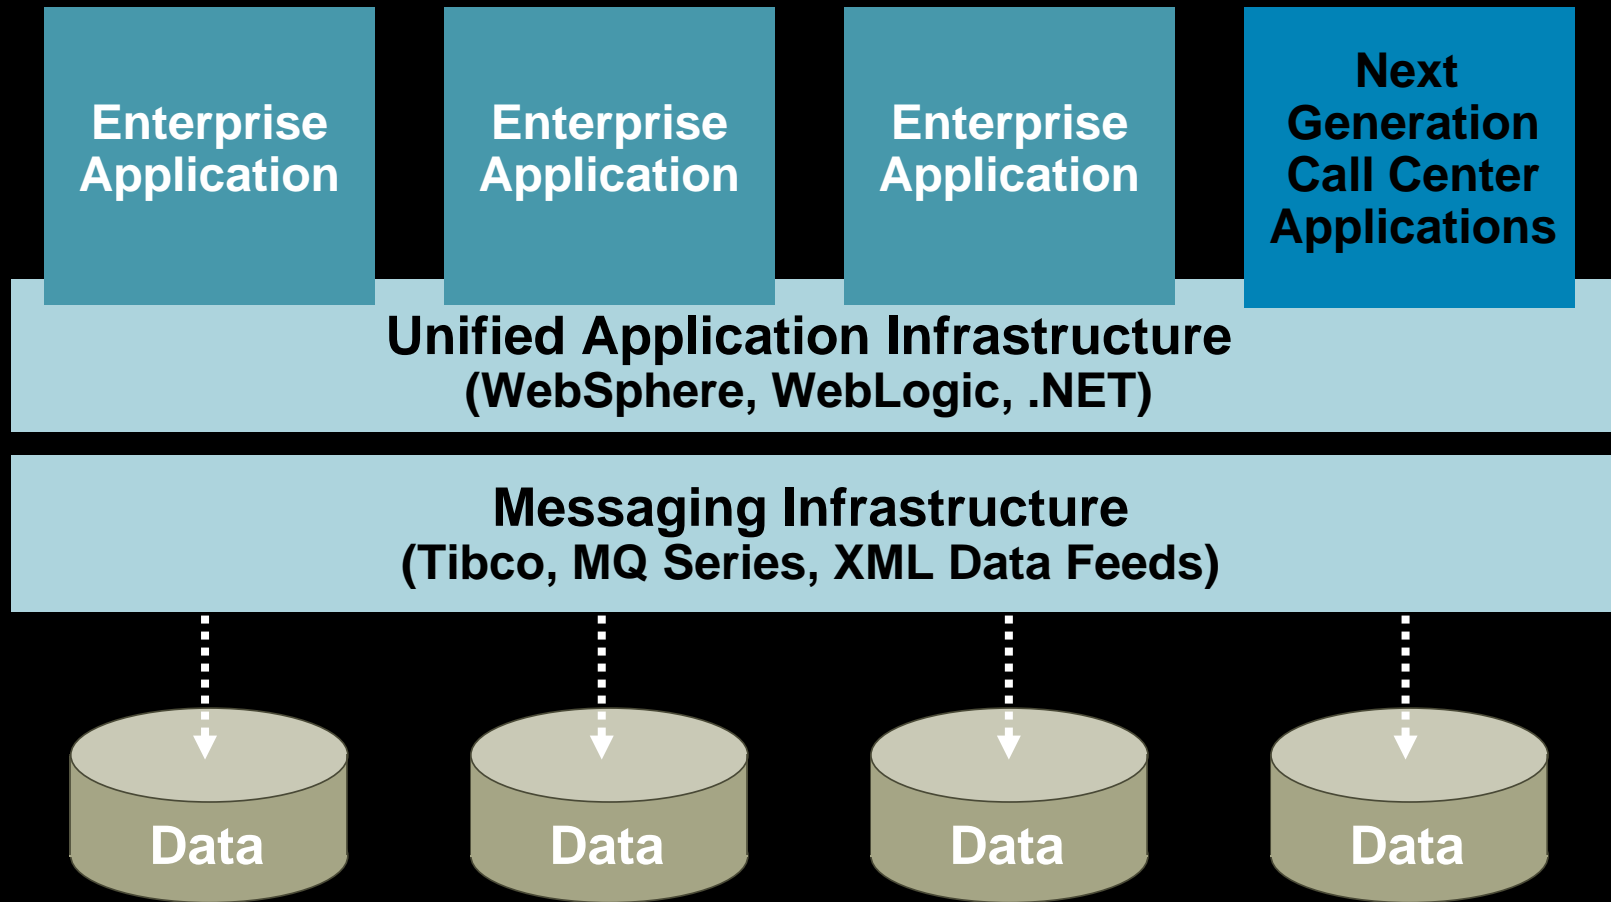 Enterprise
Application
Enterprise
Application
Enterprise
Application
Next
Generation
Call Center
Applications
Unified Application Infrastructure
(WebSphere, WebLogic, .NET)
Messaging Infrastructure
(Tibco, MQ Series, XML Data Feeds)
Data
Data
Data
Data